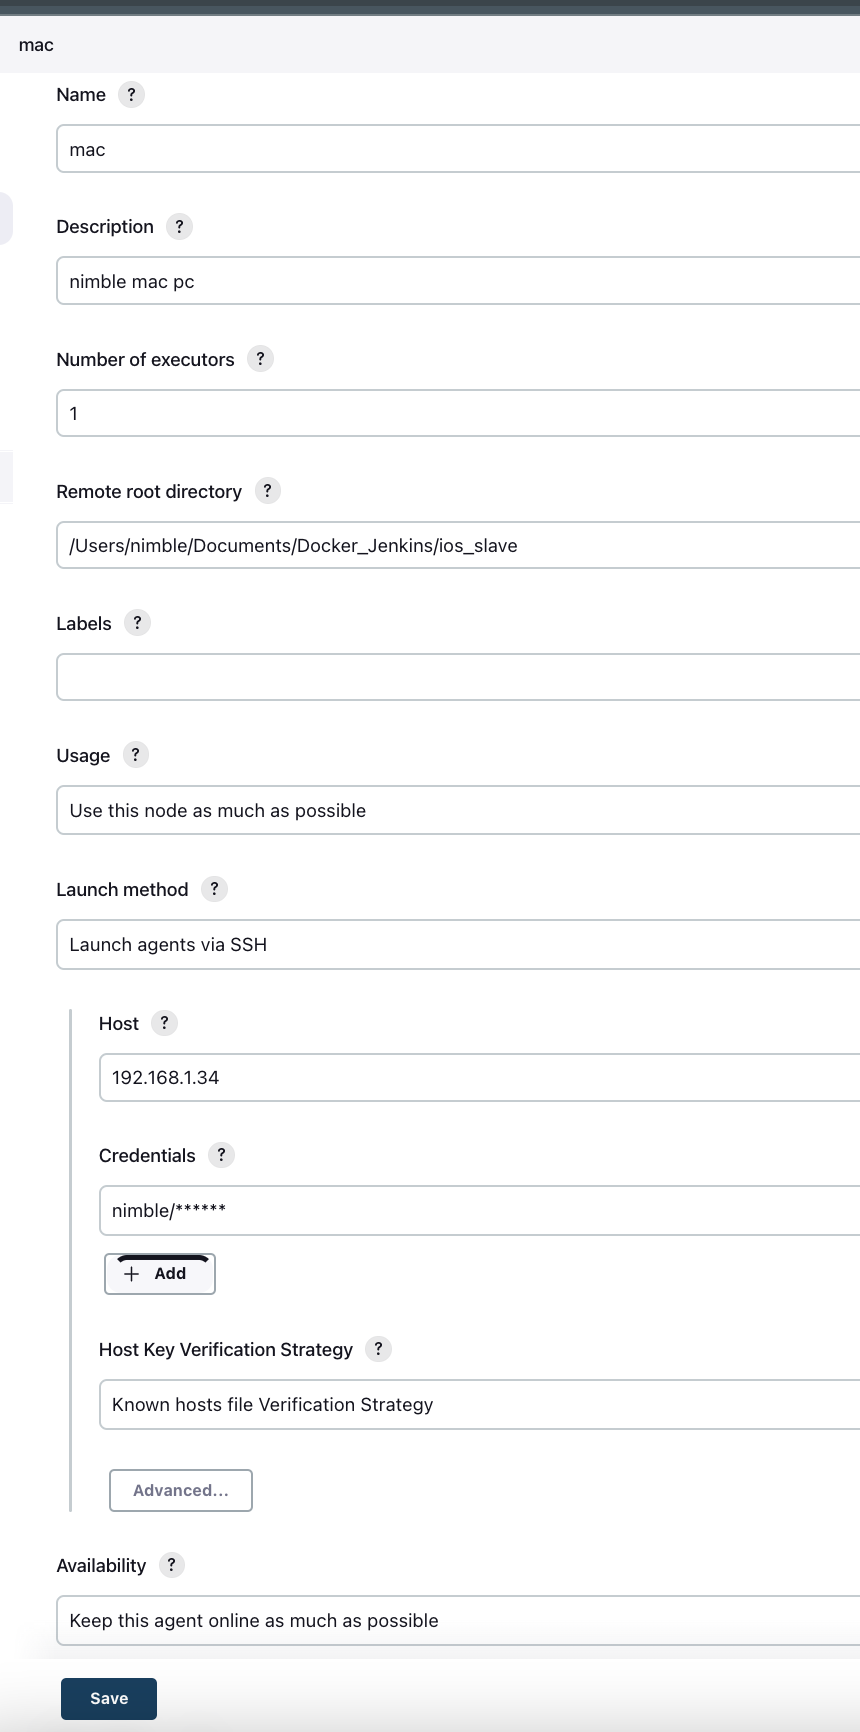 mac
Name ?
mac
Description ?
nimble mac pc
Number of executors ?
1
Remote root directory ?
/Users/nimble/Documents/Docker_Jenkins/ios_slave
Labels ?
Usage ?
Use this node as much as possible
Launch method ?
Launch agents via SSH
Host ?
192.168.1.34
Credentials ?
nimble/******
+ Add
Host Key Verification Strategy ?
Known hosts file Verification Strategy
Advanced...
Availability ?
Keep this agent online as much as possible
Save